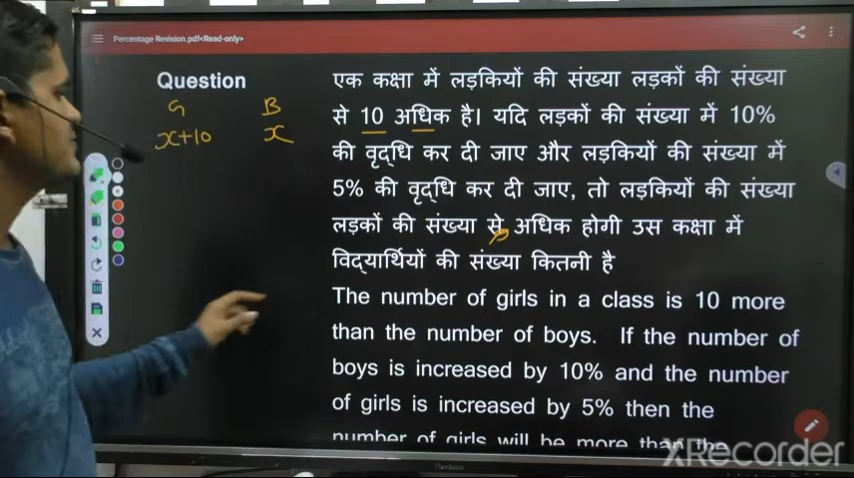 Percentage Revision.pdf<Read-only>
Question
G B
x+10 x
एक कक्षा में लड़कियों की संख्या लड़कों की संख्या
से 10 अधिक है। यदि लड़कों की संख्या में 10%
की वृद्धि कर दी जाए और लड़कियों की संख्या में
5% की वृद्धि कर दी जाए, तो लड़कियों की संख्या
लड़कों की संख्या से अधिक होगी उस कक्षा में
विद्यार्थियों की संख्या कितनी है
The number of girls in a class is 10 more
than the number of boys. If the number of
boys is increased by 10% and the number
of girls is increased by 5% then the
number of girls will be more than the
XRecorder
ViewSonic